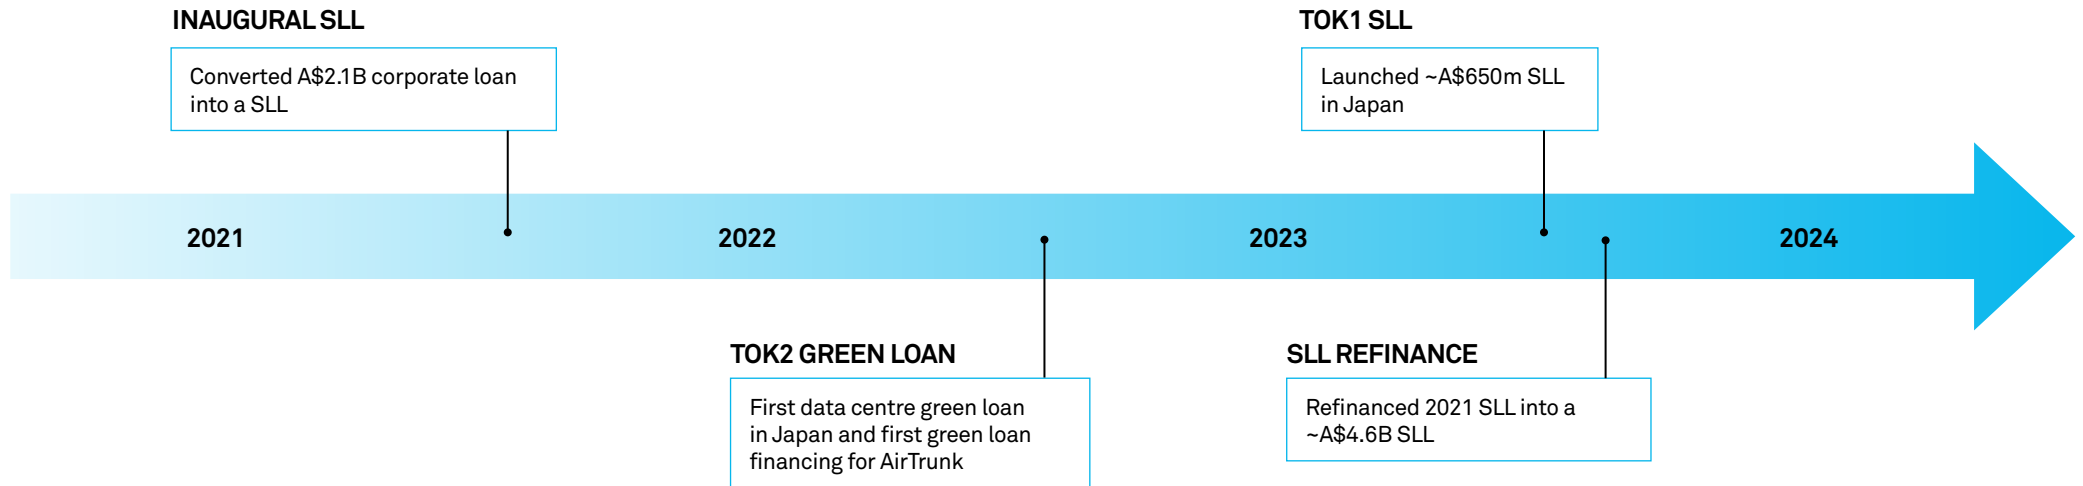 INAUGURAL SLL
Converted A$2.1B corporate loan
into a SLL
TOK1 SLL
Launched ~A$650m SLL
in Japan
2021
2022
2023
2024
TOK2 GREEN LOAN
First data centre green loan
in Japan and first green loan
financing for AirTrunk
SLL REFINANCE
Refinanced 2021 SLL into a
~A$4.6B SLL